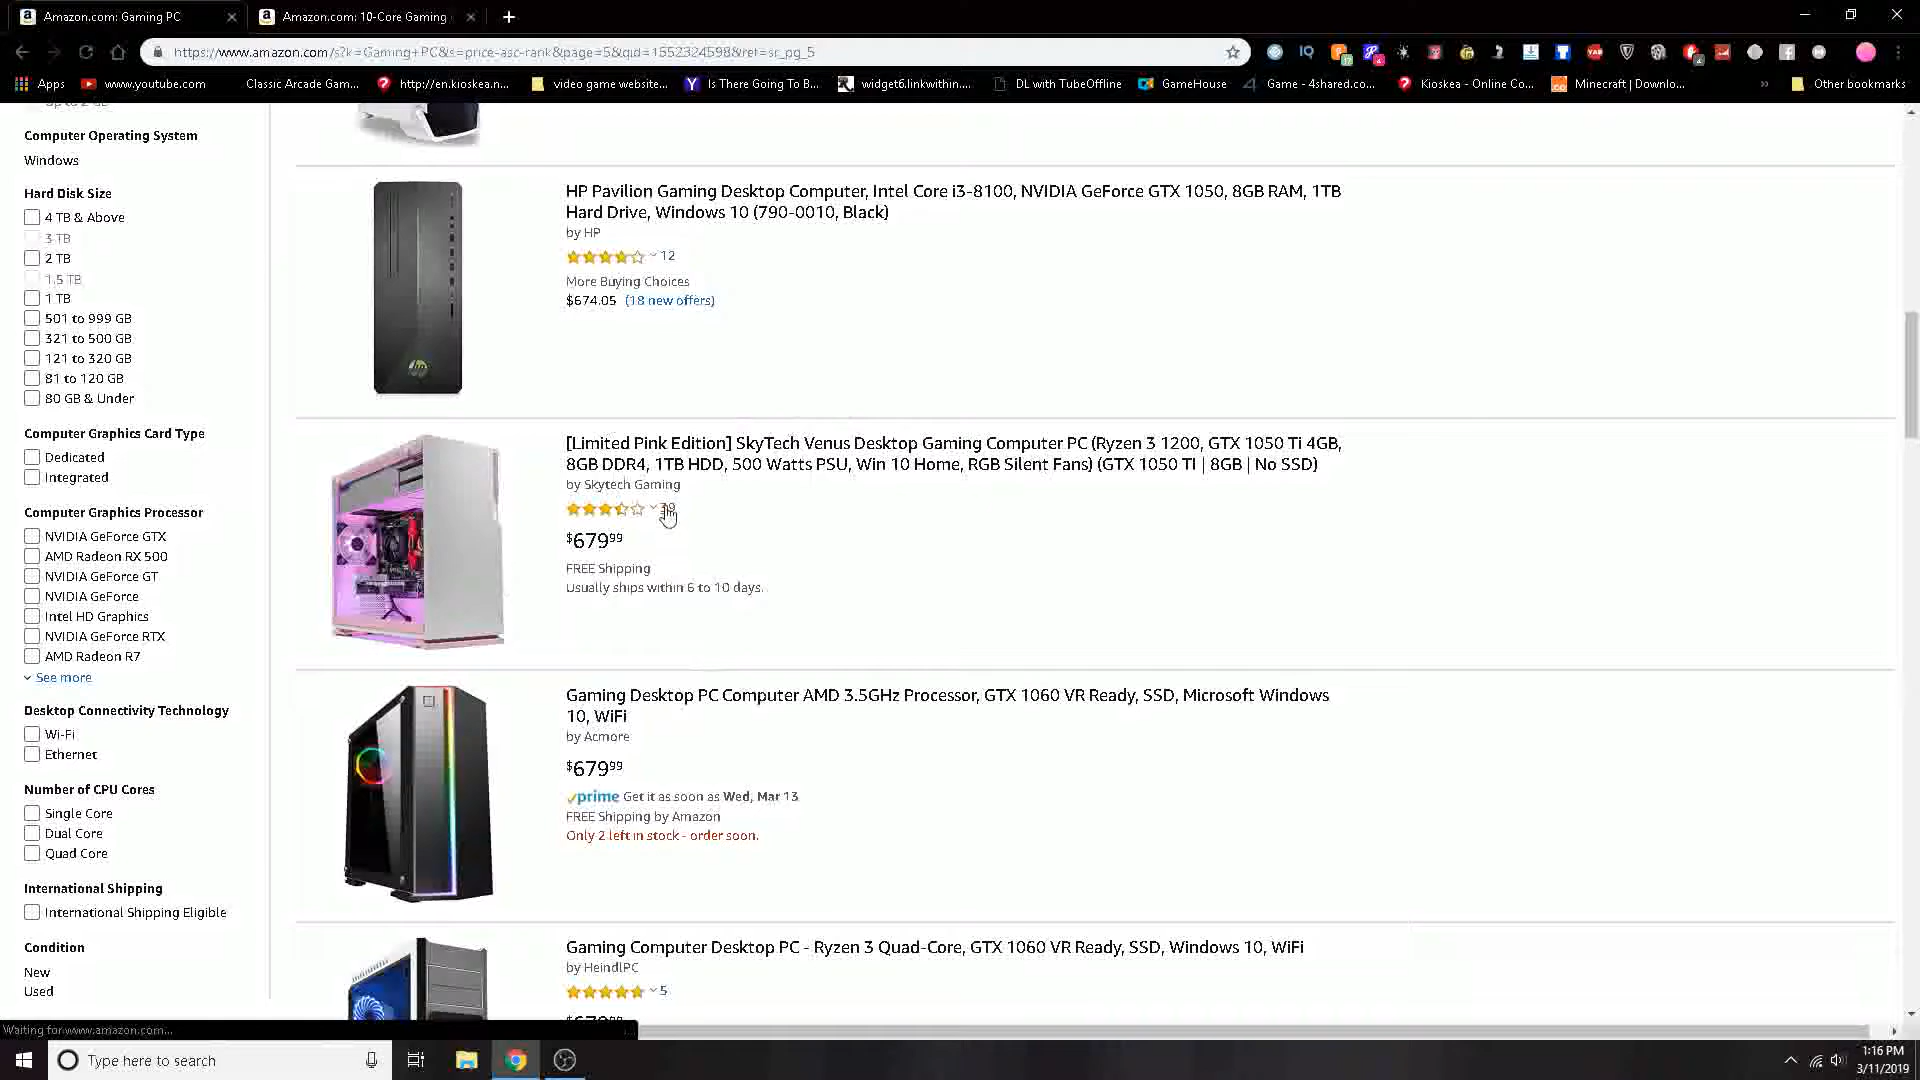 Amazon.com: Gaming PC
Amazon.com: 10-Core Gaming
https://www.amazon.com/s?k=Gaming+PC&s=price-asc-rank&page=5&qid=1552324598&ref=sr_pg_5
Apps
www.youtube.com
Classic Arcade Gam...
http://en.kioskea.n...
video game website...
Is There Going To B...
widget6.linkwithin....
DL with TubeOffline
GameHouse
Game - 4shared.co...
Kioskea - Online Co...
Minecraft | Downlo...
Other bookmarks
Computer Operating System
Windows
Hard Disk Size
4 TB & Above
3 TB
2 TB
1.5 TB
1 TB
501 to 999 GB
321 to 500 GB
121 to 320 GB
81 to 120 GB
80 GB & Under
Computer Graphics Card Type
Dedicated
Integrated
Computer Graphics Processor
NVIDIA GeForce GTX
AMD Radeon RX 500
NVIDIA GeForce GT
NVIDIA GeForce
Intel HD Graphics
NVIDIA GeForce RTX
AMD Radeon R7
See more
Desktop Connectivity Technology
Wi-Fi
Ethernet
Number of CPU Cores
Single Core
Dual Core
Quad Core
International Shipping
International Shipping Eligible
Condition
New
Used
HP Pavilion Gaming Desktop Computer, Intel Core i3-8100, NVIDIA GeForce GTX 1050, 8GB RAM, 1TB
Hard Drive, Windows 10 (790-0010, Black)
by HP
12
More Buying Choices
$674.05 (18 new offers)
[Limited Pink Edition] SkyTech Venus Desktop Gaming Computer PC (Ryzen 3 1200, GTX 1050 Ti 4GB,
8GB DDR4, 1TB HDD, 500 Watts PSU, Win 10 Home, RGB Silent Fans) (GTX 1050 TI | 8GB | No SSD)
by Skytech Gaming
$679.99
FREE Shipping
Usually ships within 6 to 10 days.
Gaming Desktop PC Computer AMD 3.5GHz Processor, GTX 1060 VR Ready, SSD, Microsoft Windows
10, WiFi
by Acmore
$679.99
prime Get it as soon as Wed, Mar 13
FREE Shipping by Amazon
Only 2 left in stock - order soon.
Gaming Computer Desktop PC - Ryzen 3 Quad-Core, GTX 1060 VR Ready, SSD, Windows 10, WiFi
by HeindlPC
5
Waiting for www.amazon.com...
Type here to search
1:16 PM
3/11/2019